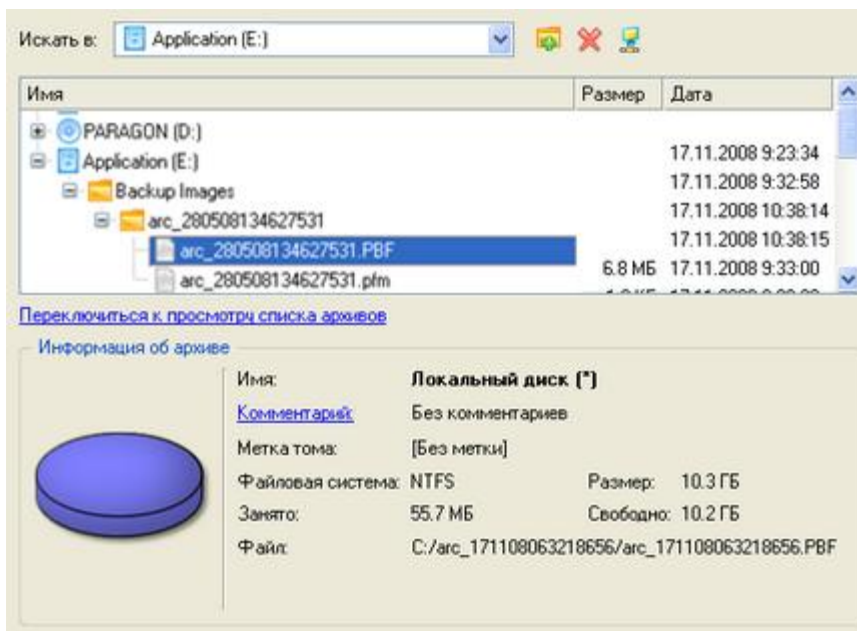 Искать в: Application (E:)
Имя Размер Дата
PARAGON (D:)
Application (E:) 17.11.2008 9:23:34
Backup Images 17.11.2008 9:32:58
arc_280508134627531 17.11.2008 10:38:14
arc_280508134627531.PBF 17.11.2008 10:38:15
arc_280508134627531.pfm 6.8 МБ 17.11.2008 9:33:00
Переключиться к просмотру списка архивов
Информация об архиве
Имя: Локальный диск (*)
Комментарий: Без комментариев
Метка тома: [Без метки]
Файловая система: NTFS Размер: 10.3 ГБ
Занято: 55.7 МБ Свободно: 10.2 ГБ
Файл: C:/arc_171108063218656/arc_171108063218656.PBF